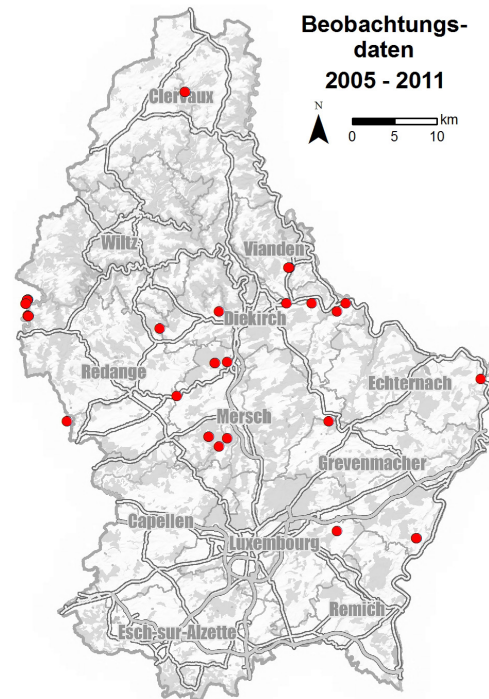 Beobachtungs-
daten
2005 - 2011
N
km
0 5 10
Clervaux
Wiltz
Vianden
Diekirch
Redange
Echternach
Mersch
Grevenmacher
Capellen
Luxembourg
Remich
Esch-sur-Alzette